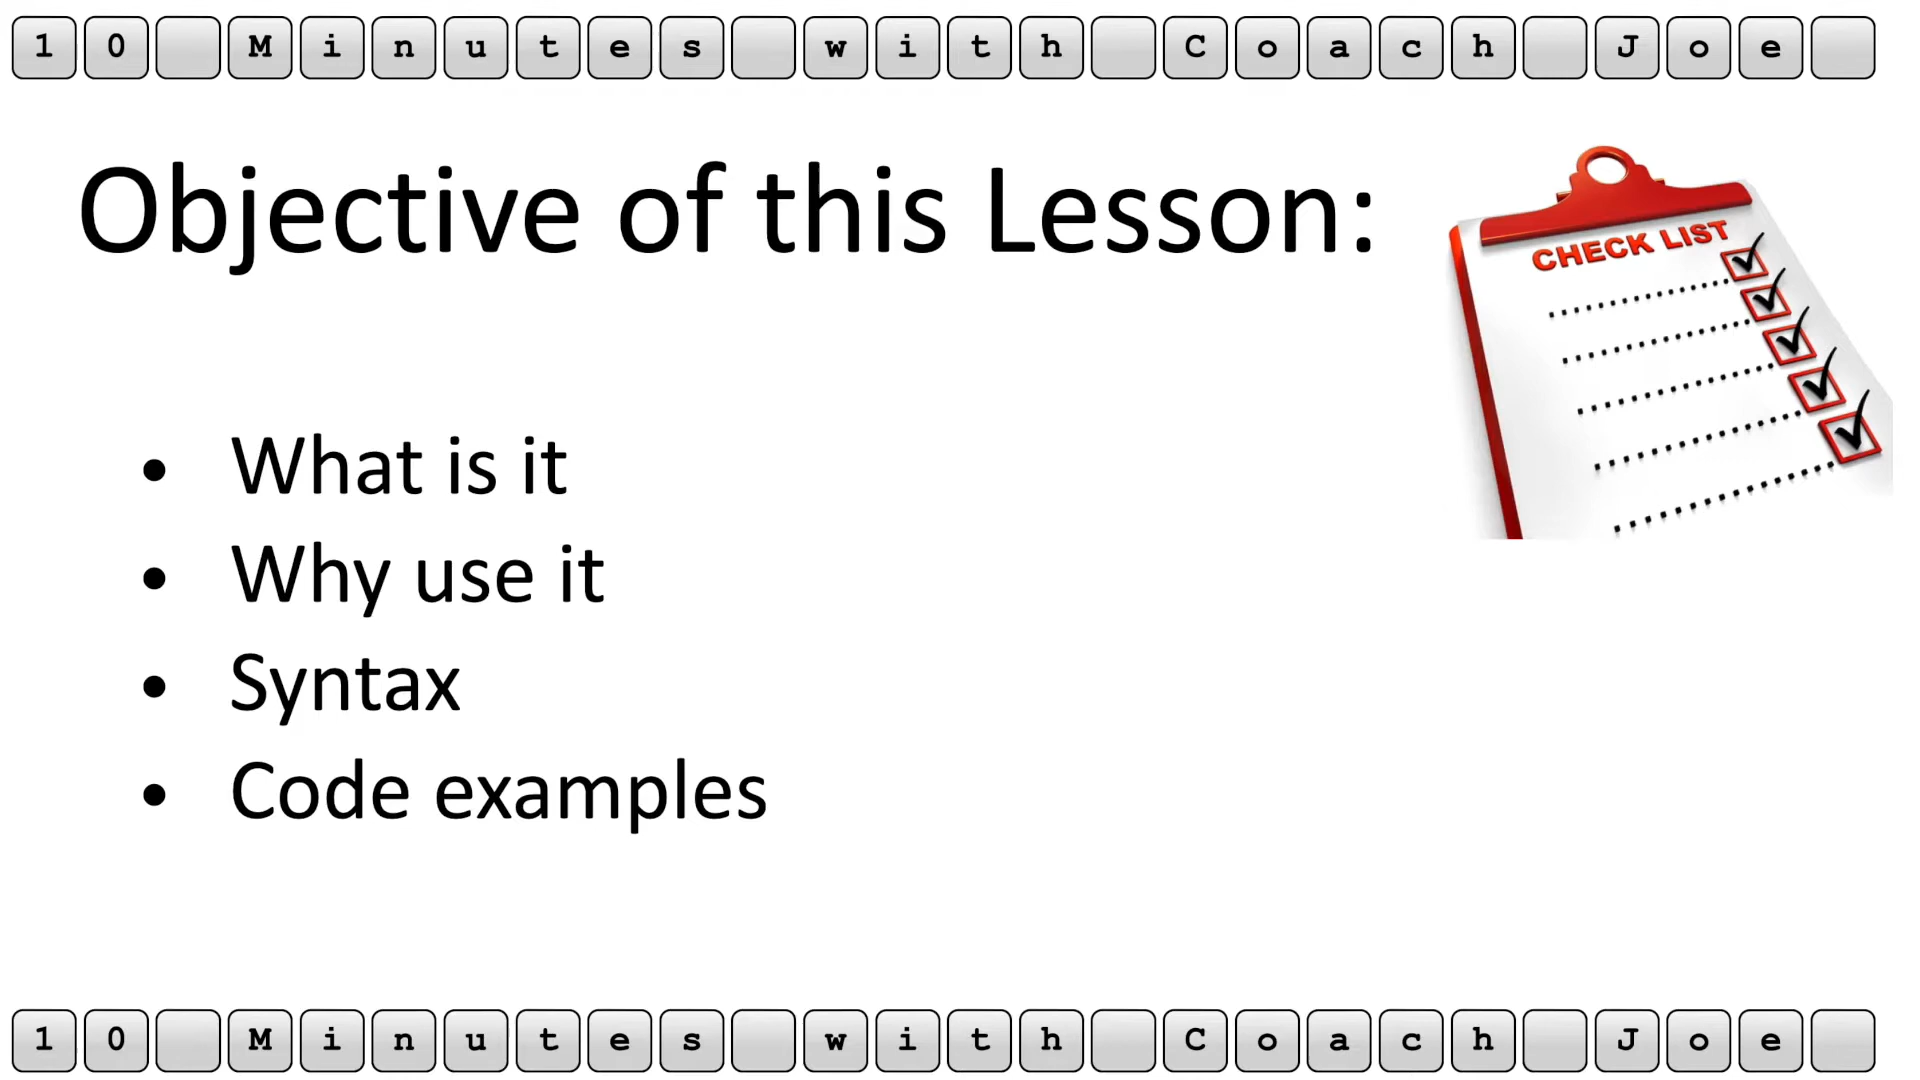 10 Minutes with Coach Joe
Objective of this Lesson:
CHECK LIST
• What is it
• Why use it
• Syntax
• Code examples
10 Minutes with Coach Joe